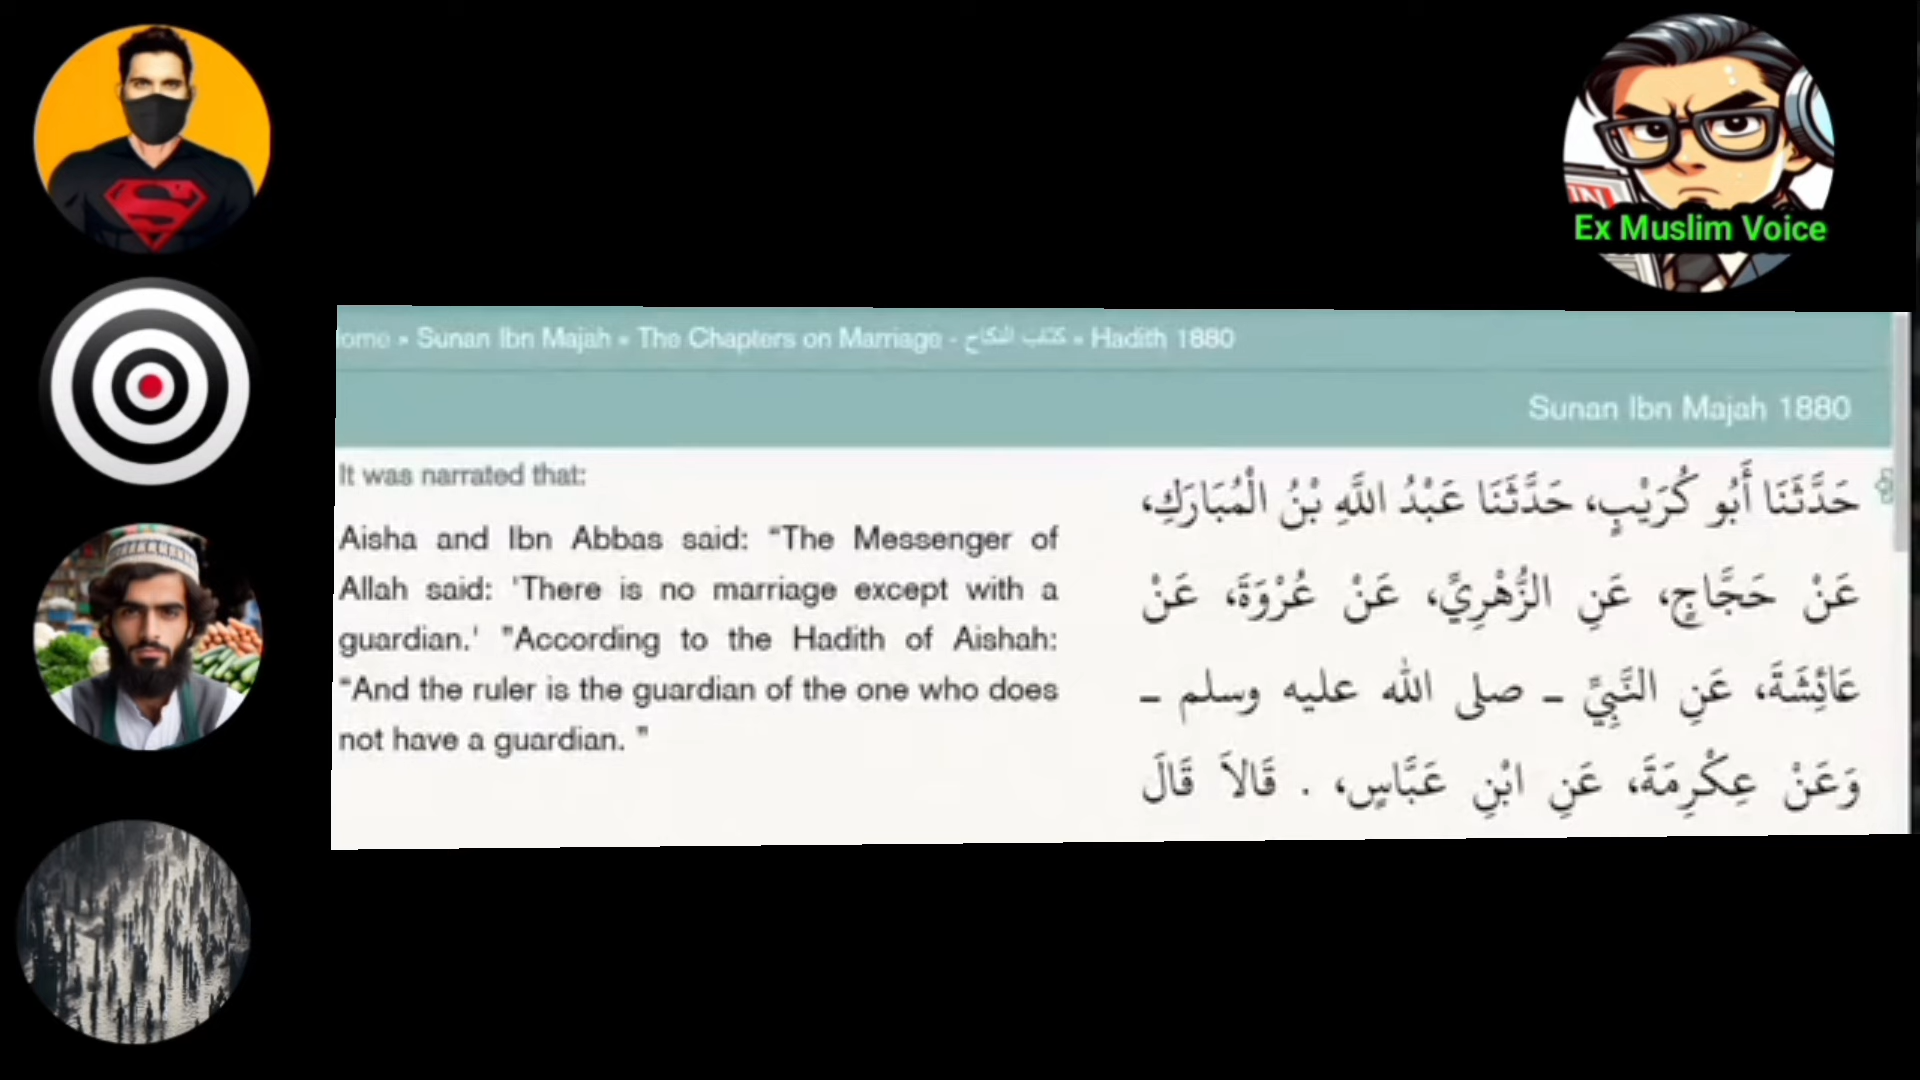 Ex Muslim Voice
ome » Sunan Ibn Majah » The Chapters on Marriage - كتاب النكاح » Hadith 1880
Sunan Ibn Majah 1880
It was narrated that:
Aisha and Ibn Abbas said: “The Messenger of
Allah said: 'There is no marriage except with a
guardian.' "According to the Hadith of Aishah:
“And the ruler is the guardian of the one who does
not have a guardian. ”
حَدَّثَنَا أَبُو كُرَيْبٍ، حَدَّثَنَا عَبْدُ اللَّهِ بْنُ الْمُبَارَكِ،
عَنْ حَجَّاجٍ، عَنِ الزُّهْرِيِّ، عَنْ عُرْوَةَ، عَنْ
عَائِشَةَ، عَنِ النَّبِيِّ ـ صلى الله عليه وسلم ـ
وَعَنْ عِكْرِمَةَ، عَنِ ابْنِ عَبَّاسٍ، . قَالاَ قَالَ